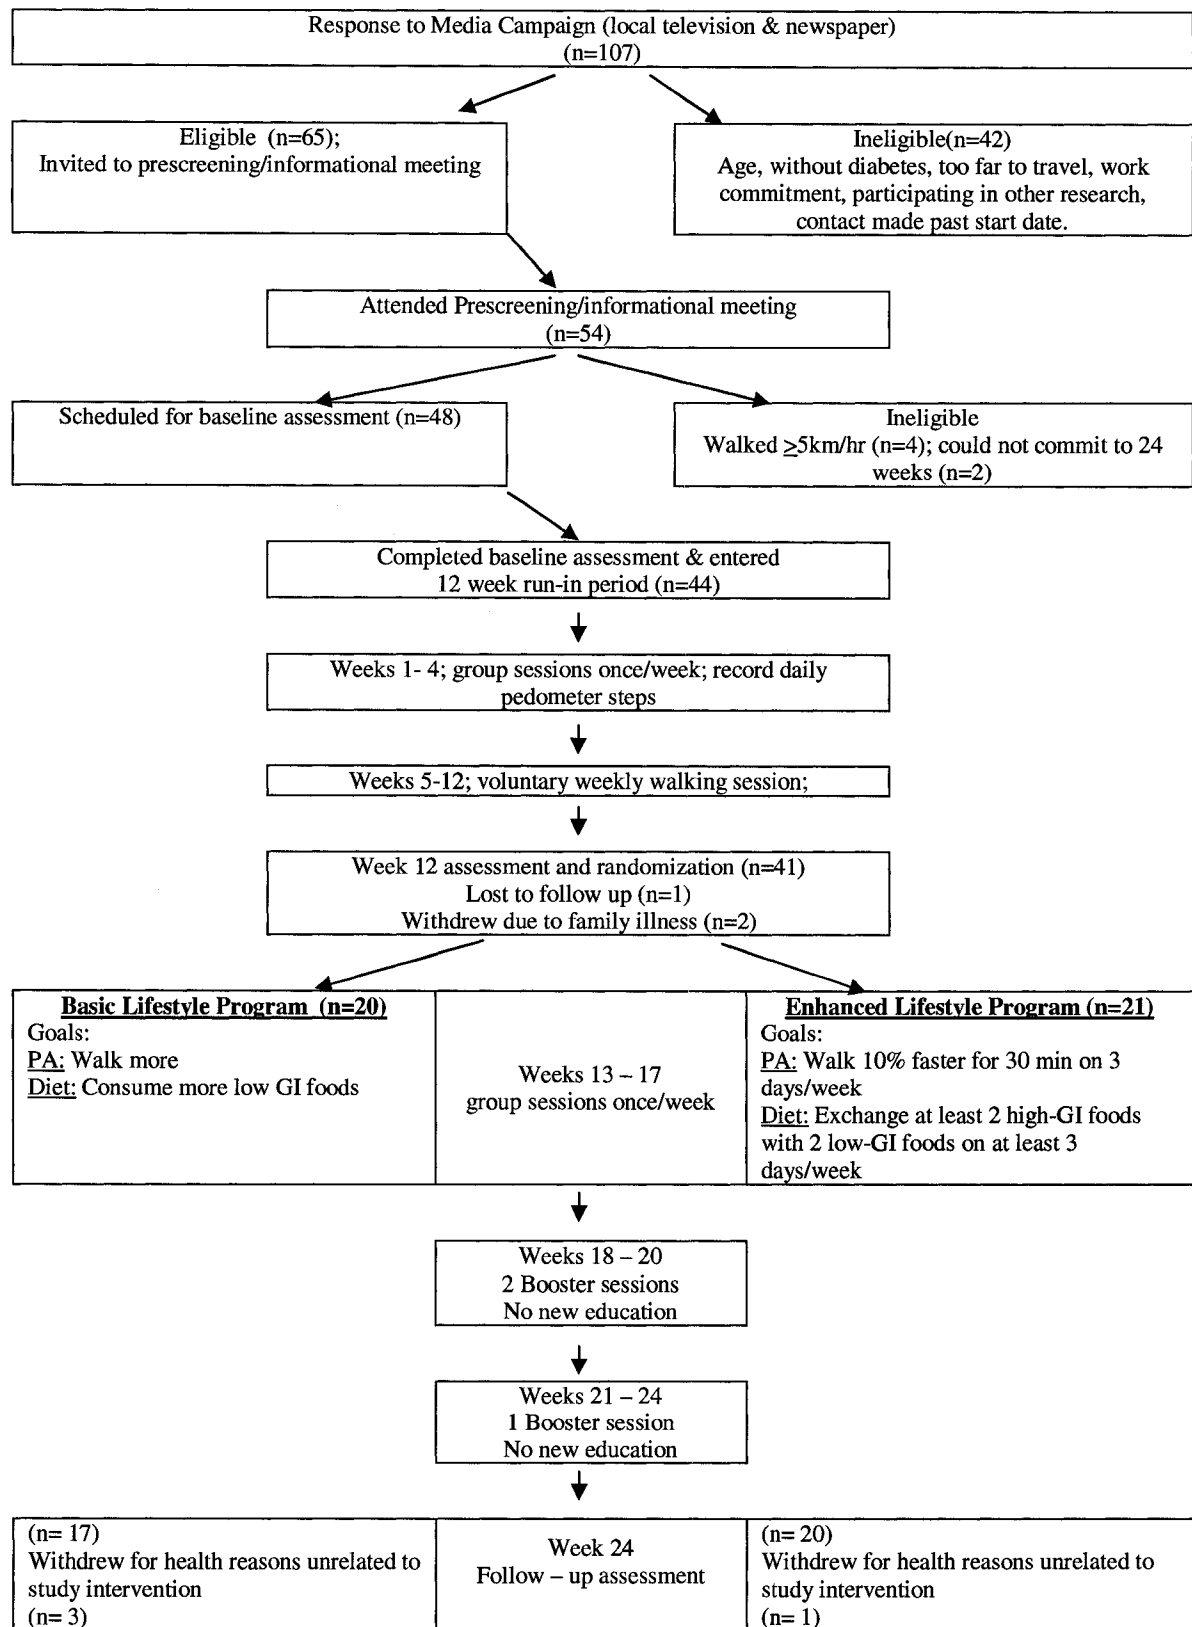 Response to Media Campaign (local television & newspaper)
(n=107)
Eligible (n=65);
Invited to prescreening/informational meeting
Ineligible(n=42)
Age, without diabetes, too far to travel, work
commitment, participating in other research,
contact made past start date.
Attended Prescreening/informational meeting
(n=54)
Scheduled for baseline assessment (n=48)
Ineligible
Walked ≥5km/hr (n=4); could not commit to 24
weeks (n=2)
Completed baseline assessment & entered
12 week run-in period (n=44)
Weeks 1- 4; group sessions once/week; record daily
pedometer steps
Weeks 5-12; voluntary weekly walking session;
Week 12 assessment and randomization (n=41)
Lost to follow up (n=1)
Withdrew due to family illness (n=2)
Basic Lifestyle Program (n=20)
Goals:
PA: Walk more
Diet: Consume more low GI foods
Weeks 13 – 17
group sessions once/week
Enhanced Lifestyle Program (n=21)
Goals:
PA: Walk 10% faster for 30 min on 3
days/week
Diet: Exchange at least 2 high-GI foods
with 2 low-GI foods on at least 3
days/week
Weeks 18 – 20
2 Booster sessions
No new education
Weeks 21 – 24
1 Booster session
No new education
(n= 17)
Withdrew for health reasons unrelated to
study intervention
(n= 3)
Week 24
Follow – up assessment
(n= 20)
Withdrew for health reasons unrelated to
study intervention
(n= 1)